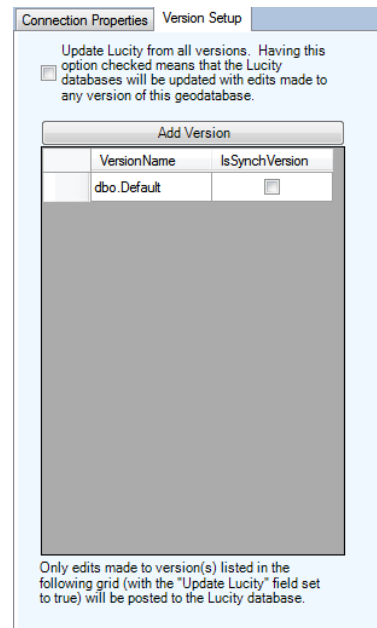 Connection Properties Version Setup
Update Lucity from all versions. Having this
option checked means that the Lucity
databases will be updated with edits made to
any version of this geodatabase.
Add Version
VersionName IsSynchVersion
dbo.Default
Only edits made to version(s) listed in the
following grid (with the "Update Lucity" field set
to true) will be posted to the Lucity database.